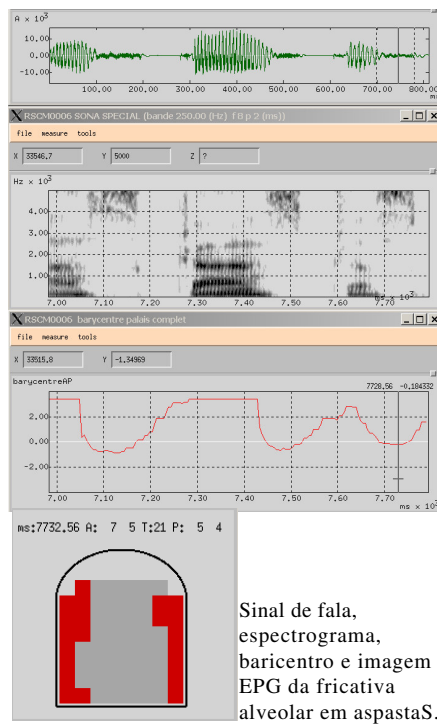 A × 10³
10.00
0.00
-10.00
100.00 200.00 300.00 400.00 500.00 600.00 700.00 800.0
ms
RSCM0006 SONA SPECIAL (bande 250.00 (Hz) f 8 p 2 (ms))
file measure tools
X 33546.7 Y 5000 Z ?
Hz × 10³
4.00
3.00
2.00
1.00
ms × 10³
7.00 7.10 7.20 7.30 7.40 7.50 7.60 7.70
RSCM0006 barycentre palais complet
file measure tools
X 33515.8 Y -1.34969
7728.56 -0.184332
barycentreAP
2.00
0.00
-2.00
7.00 7.10 7.20 7.30 7.40 7.50 7.60 7.70
ms × 10³
ms:7732.56 A: 7 5 T:21 P: 5 4
Sinal de fala,
espectrograma,
baricentro e imagem
EPG da fricativa
alveolar em aspastaS.